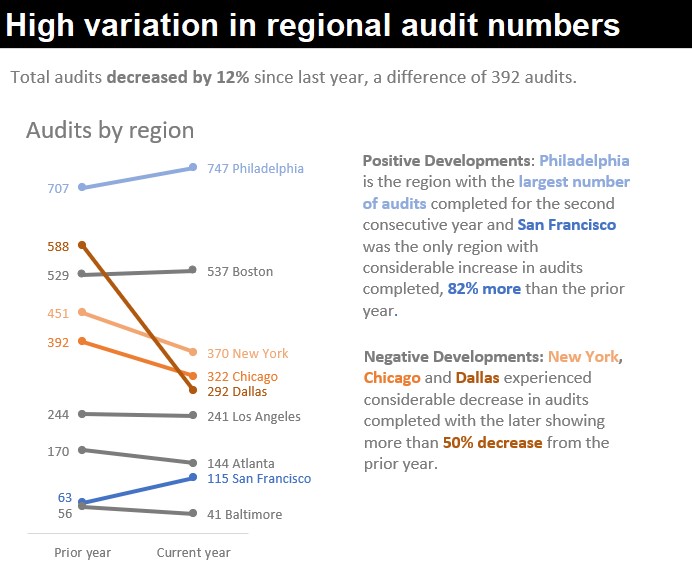 High variation in regional audit numbers
Total audits decreased by 12% since last year, a difference of 392 audits.
Audits by region
707
747 Philadelphia
588
529
537 Boston
451
392
370 New York
322 Chicago
292 Dallas
244
241 Los Angeles
170
144 Atlanta
115 San Francisco
63
56
41 Baltimore
Prior year
Current year
Positive Developments: Philadelphia
is the region with the largest number
of audits completed for the second
consecutive year and San Francisco
was the only region with
considerable increase in audits
completed, 82% more than the prior
year.
Negative Developments: New York,
Chicago and Dallas experienced
considerable decrease in audits
completed with the later showing
more than 50% decrease from the
prior year.